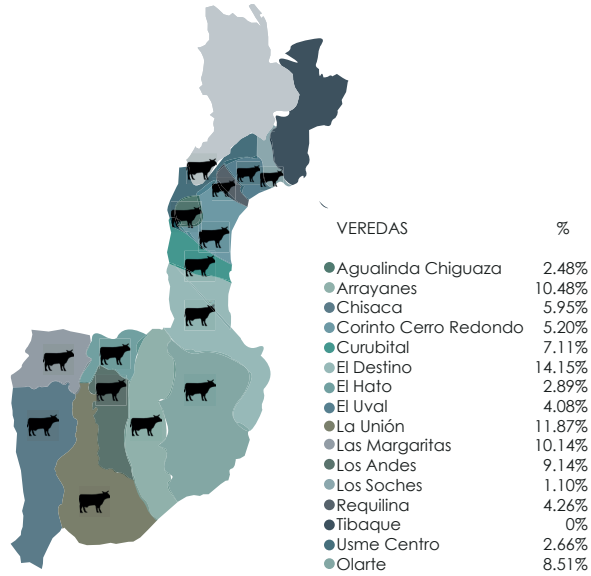 VEREDAS %
Agualinda Chiguaza 2.48%
Arrayanes 10.48%
Chisaca 5.95%
Corinto Cerro Redondo 5.20%
Curubital 7.11%
El Destino 14.15%
El Hato 2.89%
El Uval 4.08%
La Unión 11.87%
Las Margaritas 10.14%
Los Andes 9.14%
Los Soches 1.10%
Requilina 4.26%
Tibaque 0%
Usme Centro 2.66%
Olarte 8.51%